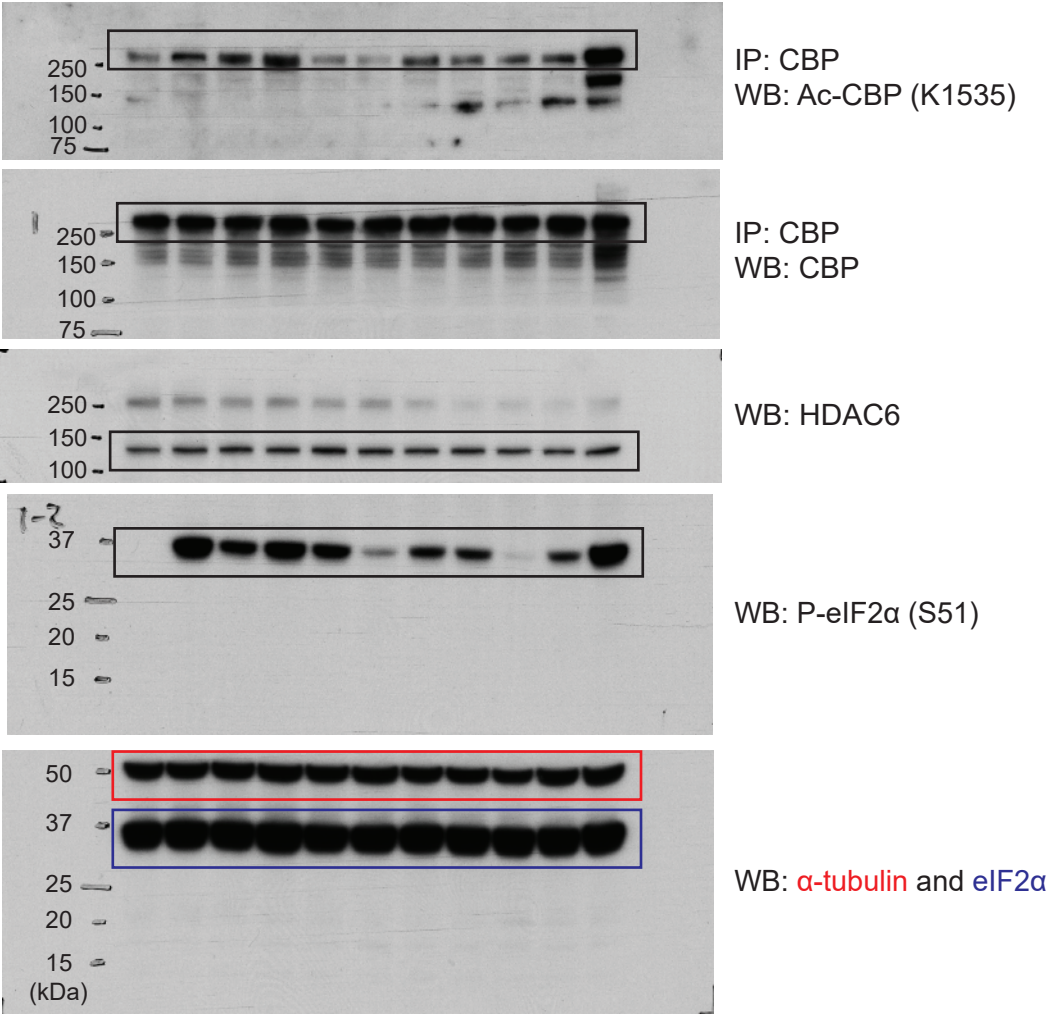 250
150
100
75
IP: CBP
WB: Ac-CBP (K1535)
250
150
100
75
IP: CBP
WB: CBP
250
150
100
WB: HDAC6
1-2
37
25
20
15
WB: P-eIF2α (S51)
50
37
25
20
15
(kDa)
WB: α-tubulin and eIF2α